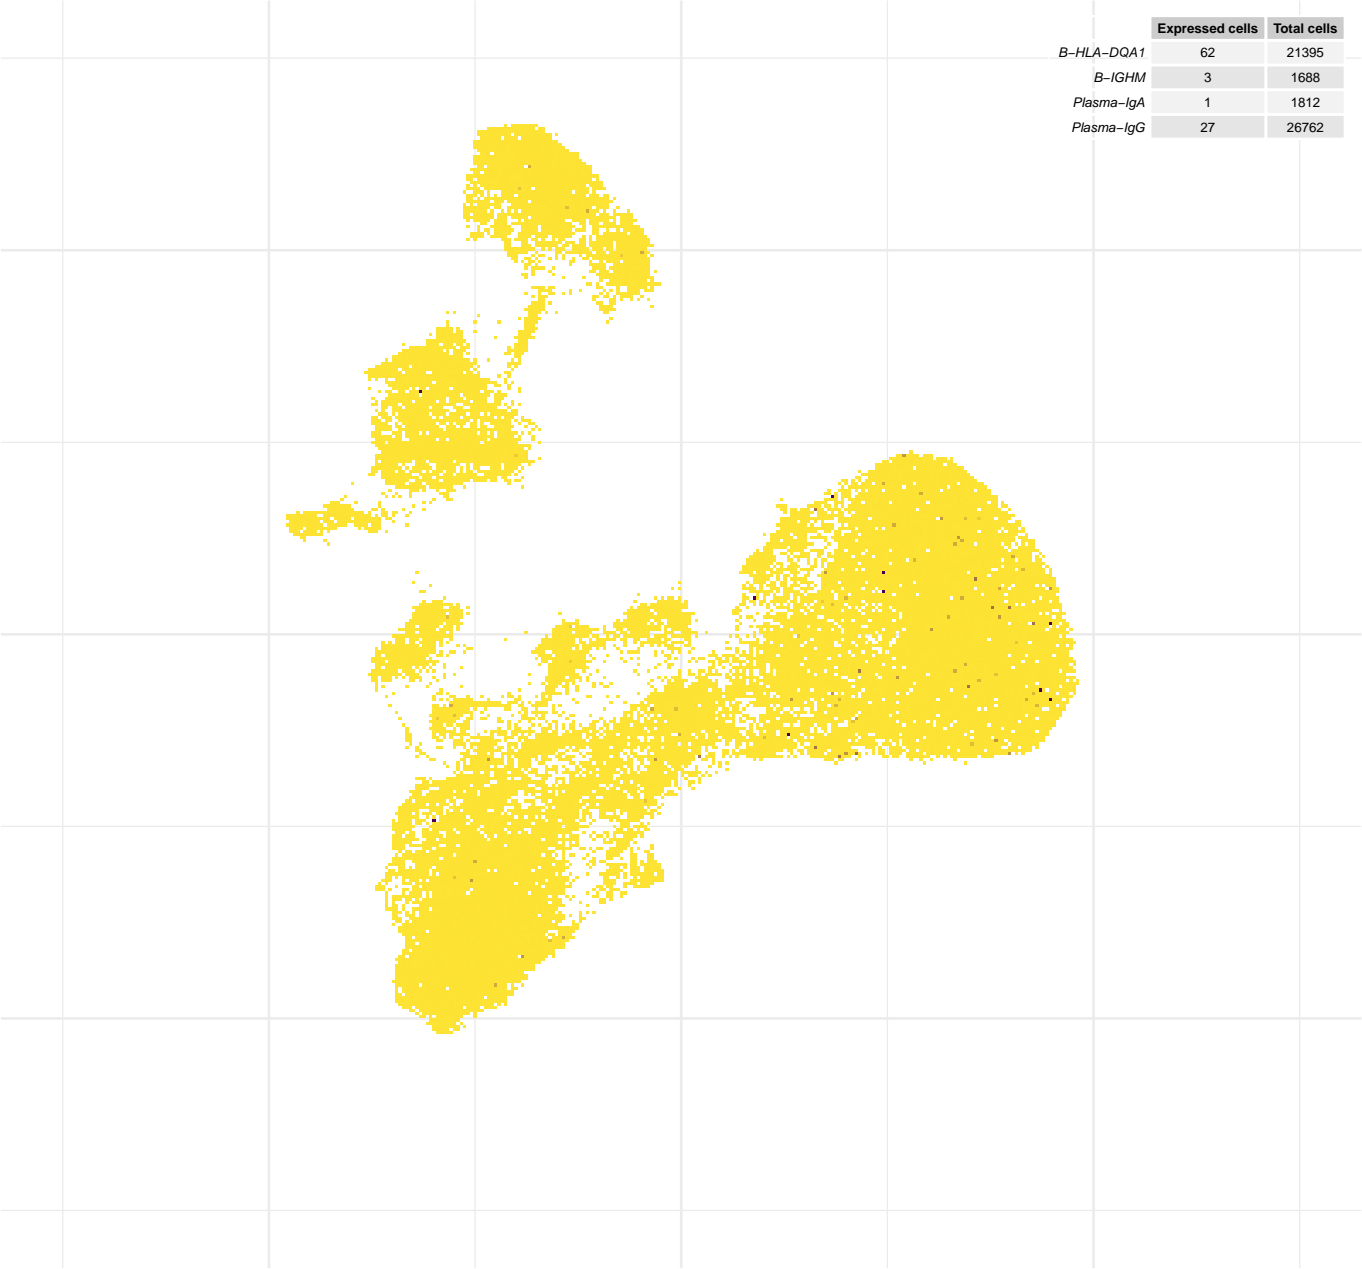 Expressed cells Total cells
B−HLA−DQA1 62 21395
B−IGHM 3 1688
Plasma−IgA 1 1812
Plasma−IgG 27 26762